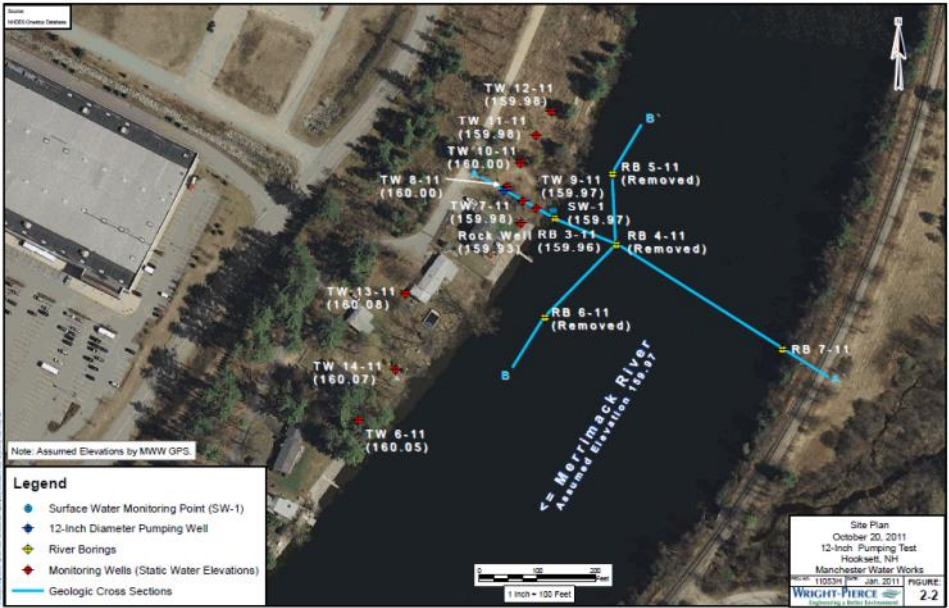 Source:
NHDES Onestop Database
N
TW 12-11
(159.98)
TW 11-11
(159.98)
TW 10-11
(160.00)
TW 8-11
(160.00)
TW 7-11
(159.98)
Rock Well
(159.93)
TW 9-11
(159.97)
SW-1
(159.97)
RB 3-11
(159.96)
B'
RB 5-11
(Removed)
RB 4-11
(Removed)
RB 6-11
(Removed)
B
RB 7-11
A
TW 13-11
(160.08)
TW 14-11
(160.07)
TW 6-11
(160.05)
<= Merrimack River
Assumed Elevation 159.97
Note: Assumed Elevations by MWW GPS.
Legend
Surface Water Monitoring Point (SW-1)
12-Inch Diameter Pumping Well
River Borings
Monitoring Wells (Static Water Elevations)
Geologic Cross Sections
0 100 200
Feet
1 Inch = 100 Feet
Site Plan
October 20, 2011
12-Inch Pumping Test
Hooksett, NH
Manchester Water Works
PROJ NO: 11053H DATE: Jan. 2011 FIGURE:
WRIGHT-PIERCE
Engineering a Better Environment
2-2